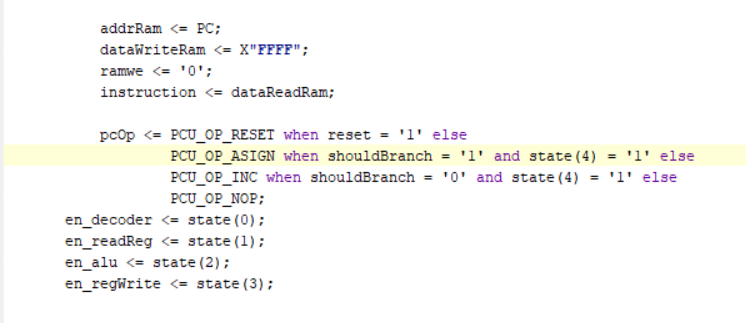 addrRam <= PC;
dataWriteRam <= X"FFFF";
ramwe <= '0';
instruction <= dataReadRam;
pcOp <= PCU_OP_RESET when reset = '1' else
PCU_OP_ASIGN when shouldBranch = '1' and state(4) = '1' else
PCU_OP_INC when shouldBranch = '0' and state(4) = '1' else
PCU_OP_NOP;
en_decoder <= state(0);
en_readReg <= state(1);
en_alu <= state(2);
en_regWrite <= state(3);